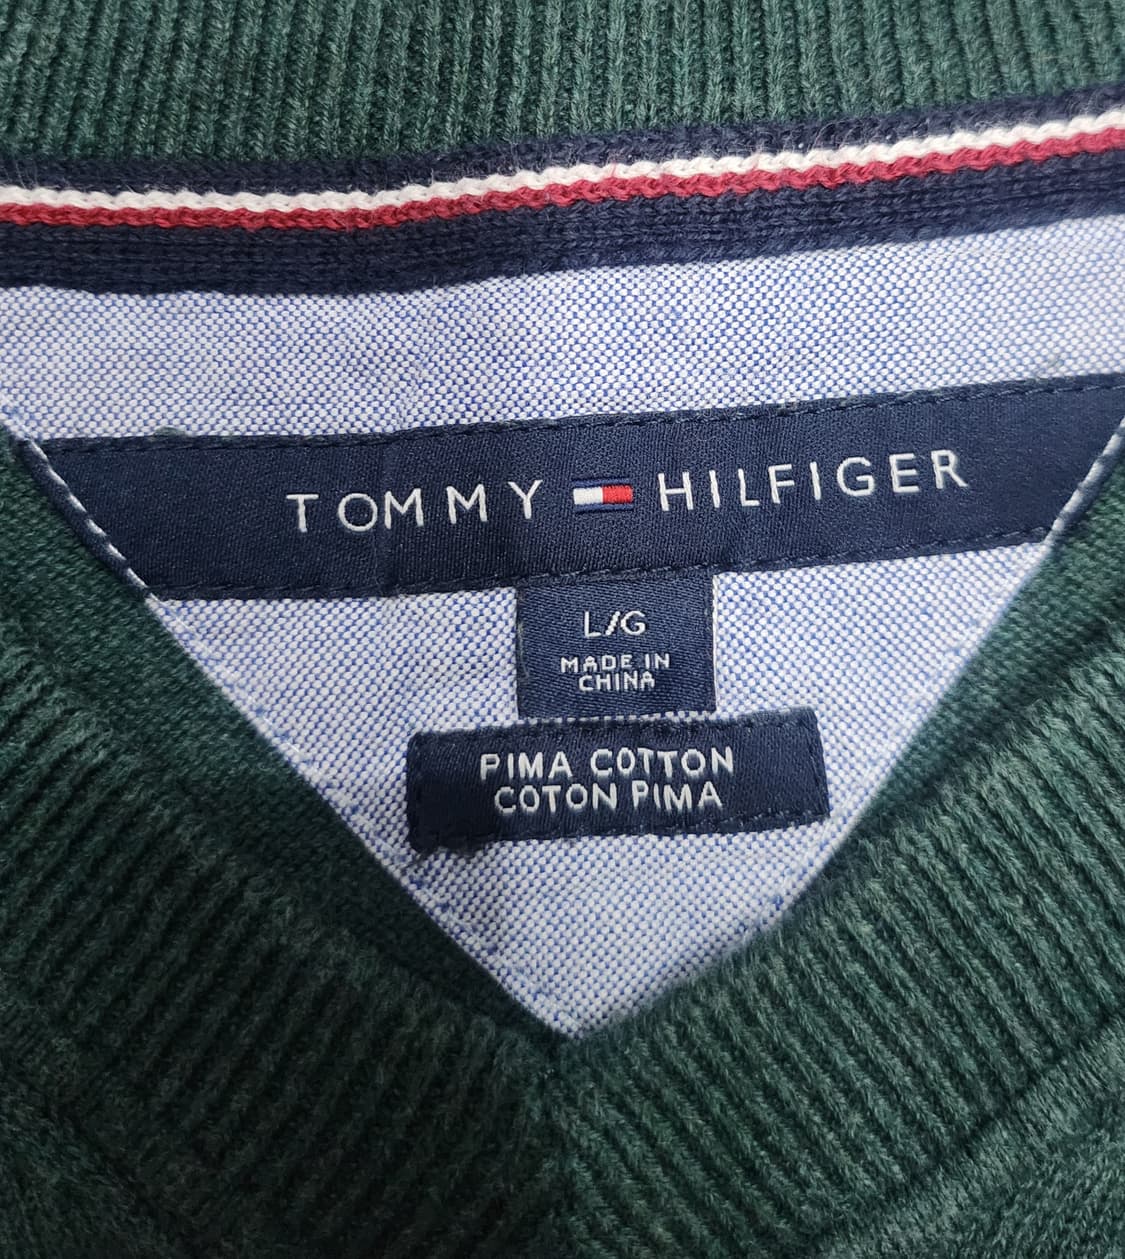 TOMMY HILFIGER
L/G
MADE IN
CHINA
PIMA COTTON
COTON PIMA